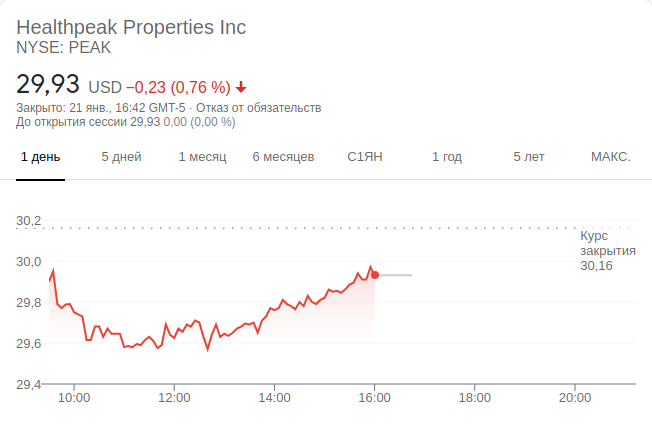 Healthpeak Properties Inc
NYSE: PEAK
29,93 USD −0,23 (0,76 %)
Закрыто: 21 янв., 16:42 GMT-5 · Отказ от обязательств
До открытия сессии 29,93 0,00 (0,00 %)
1 день 5 дней 1 месяц 6 месяцев С1ЯН 1 год 5 лет МАКС.
30,2
Курс
закрытия
30,16
30,0
29,8
29,6
29,4
10:00 12:00 14:00 16:00 18:00 20:00